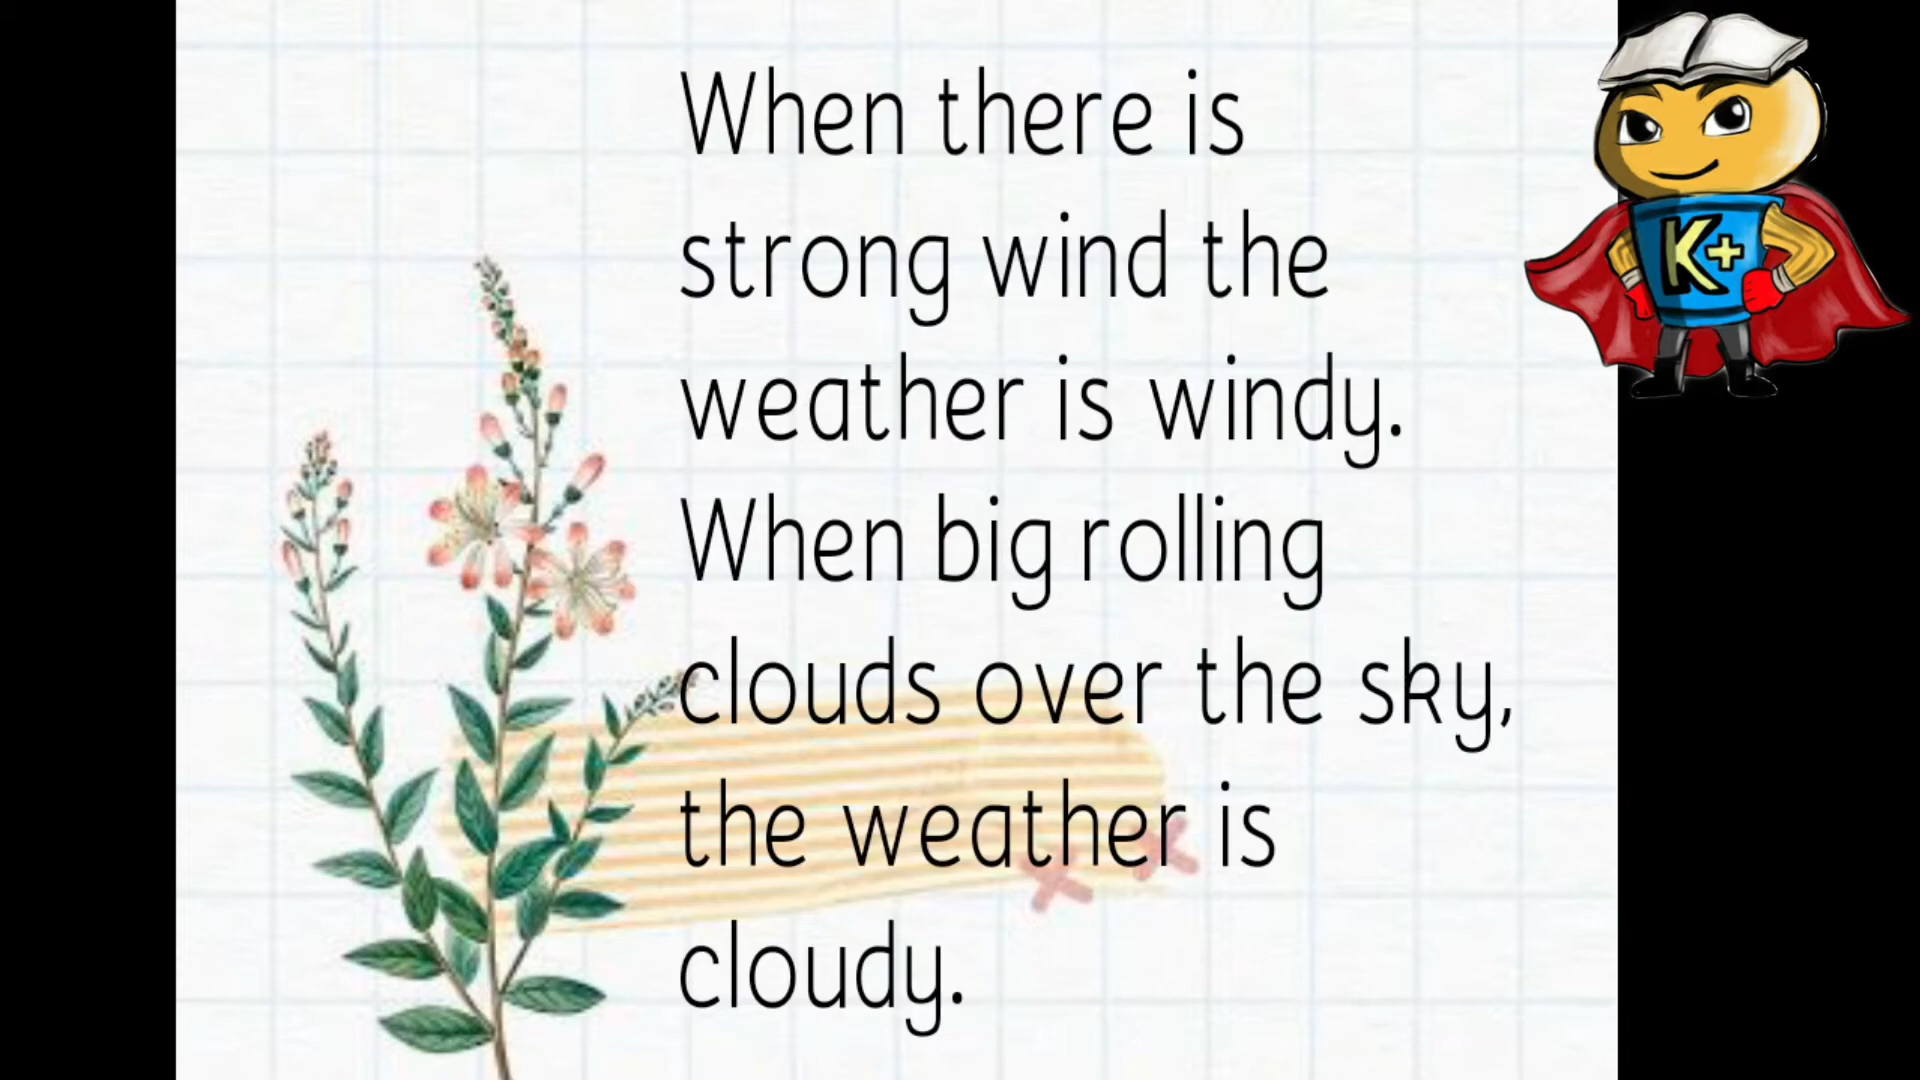 When there is
strong wind the
weather is windy.
When big rolling
clouds over the sky,
the weather is
cloudy.
K+